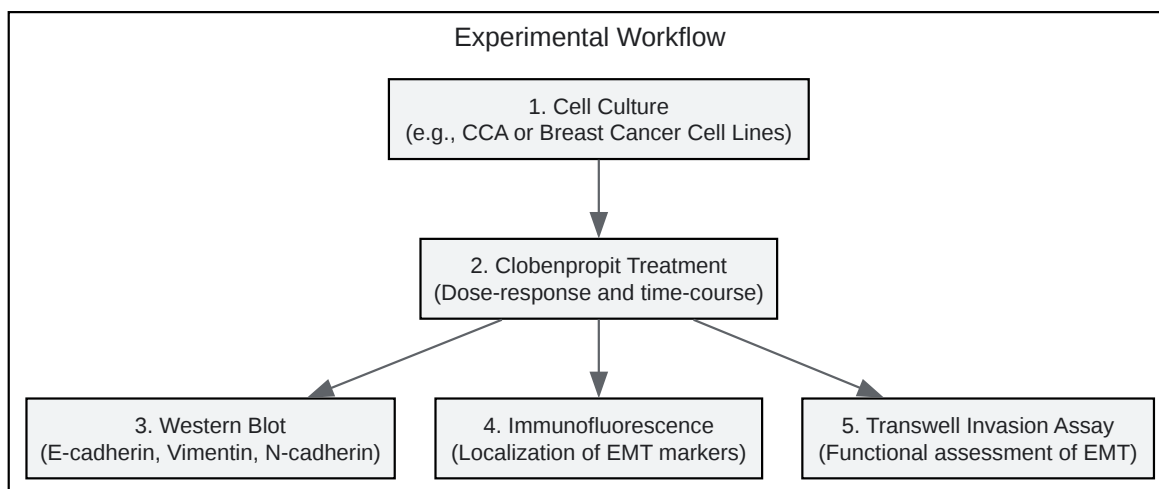 Experimental Workflow
1. Cell Culture
(e.g., CCA or Breast Cancer Cell Lines)
2. Clobenpropit Treatment
(Dose-response and time-course)
3. Western Blot
(E-cadherin, Vimentin, N-cadherin)
4. Immunofluorescence
(Localization of EMT markers)
5. Transwell Invasion Assay
(Functional assessment of EMT)